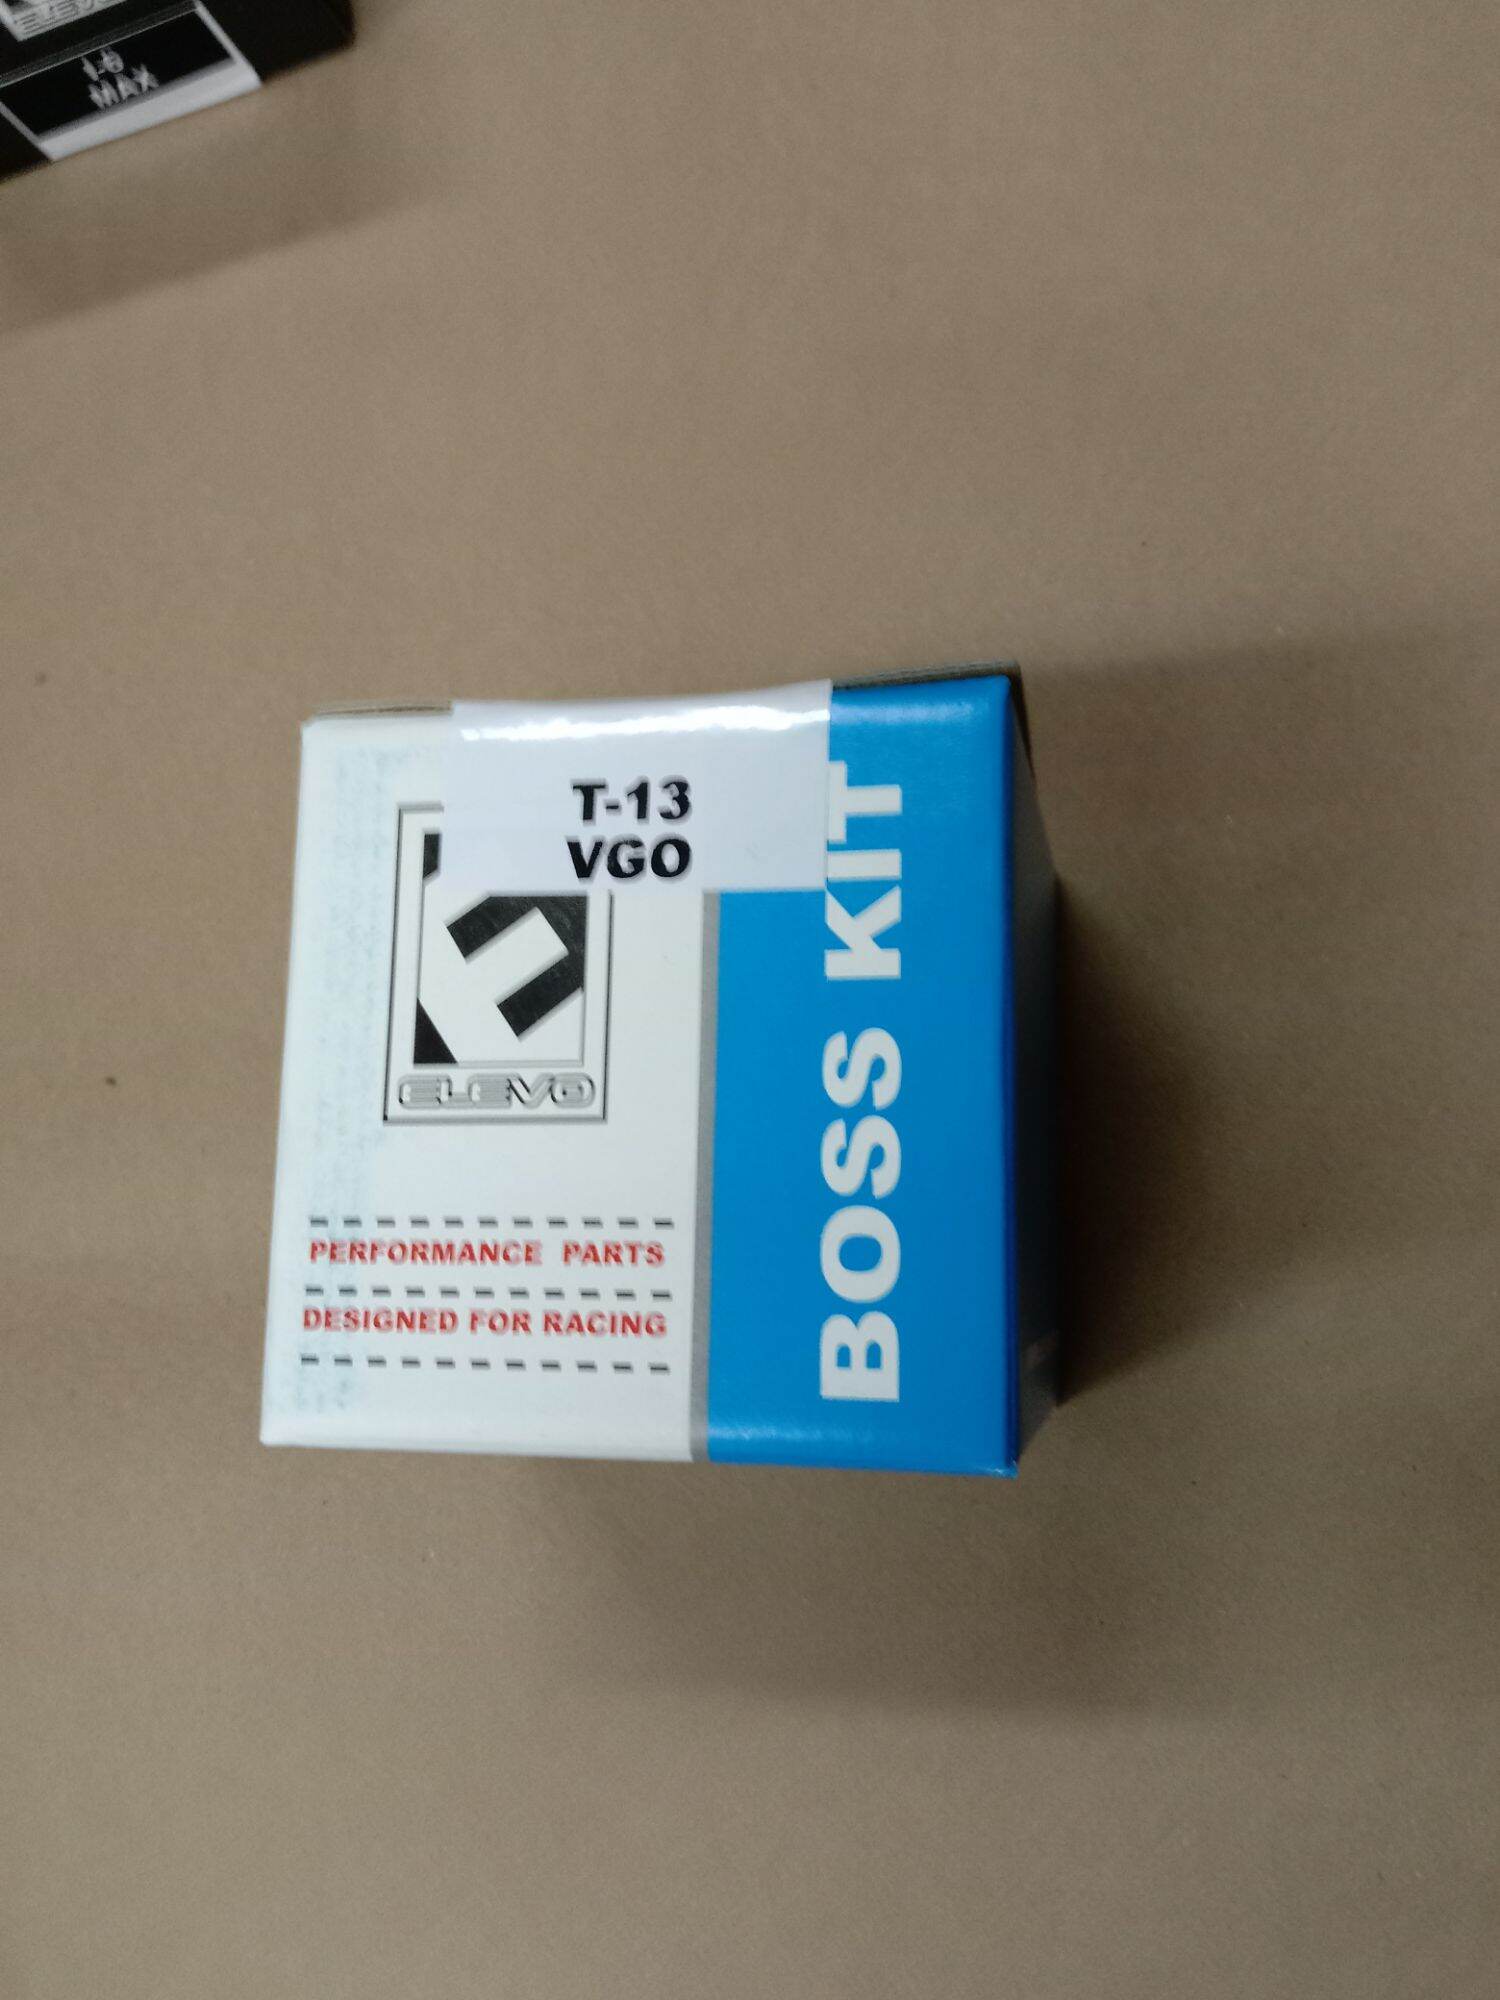 MAX
T-13
VGO
ELEVO
PERFORMANCE PARTS
DESIGNED FOR RACING
BOSS KIT